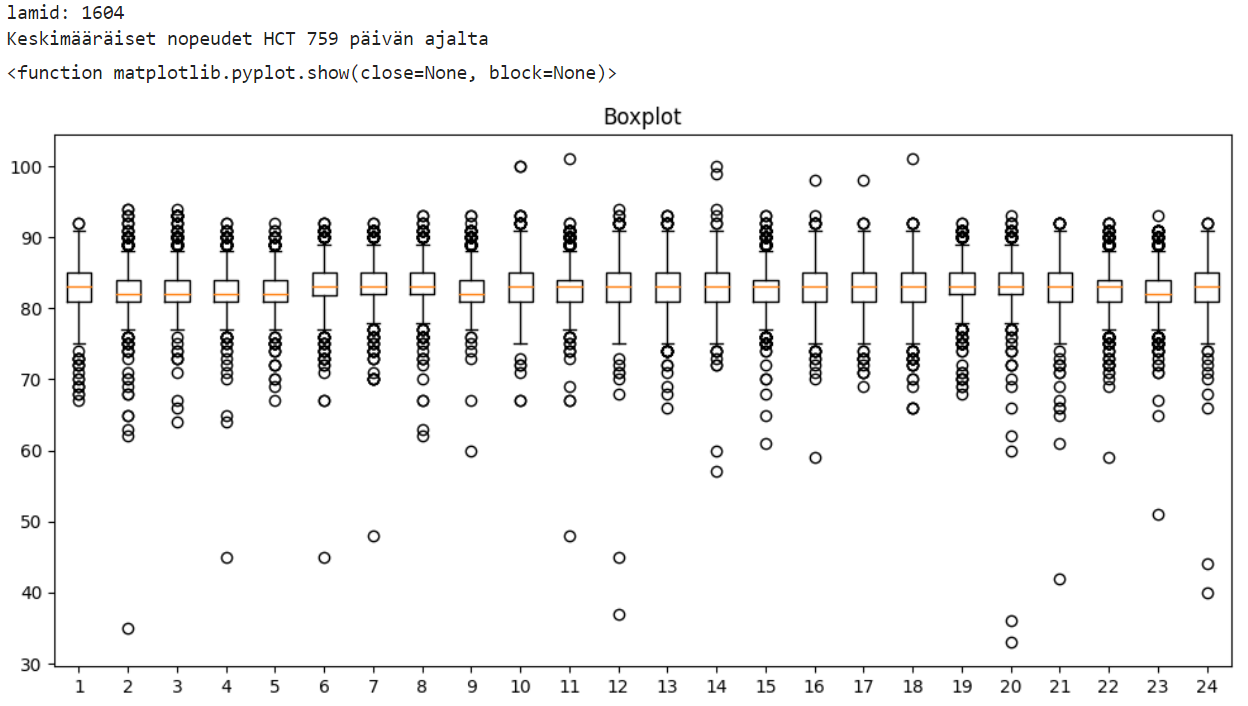 lamid: 1604
Keskimääräiset nopeudet HCT 759 päivän ajalta
<function matplotlib.pyplot.show(close=None, block=None)>
Boxplot
100
90
80
70
60
50
40
30
1 2 3 4 5 6 7 8 9 10 11 12 13 14 15 16 17 18 19 20 21 22 23 24